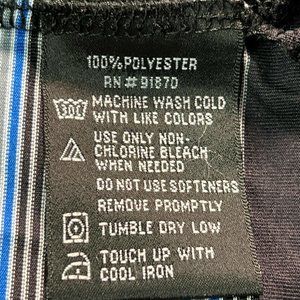 100% POLYESTER
RN # 91870
MACHINE WASH COLD
WITH LIKE COLORS
USE ONLY NON-
CHLORINE BLEACH
WHEN NEEDED
DO NOT USE SOFTENERS
REMOVE PROMPTLY
TUMBLE DRY LOW
TOUCH UP WITH
COOL IRON